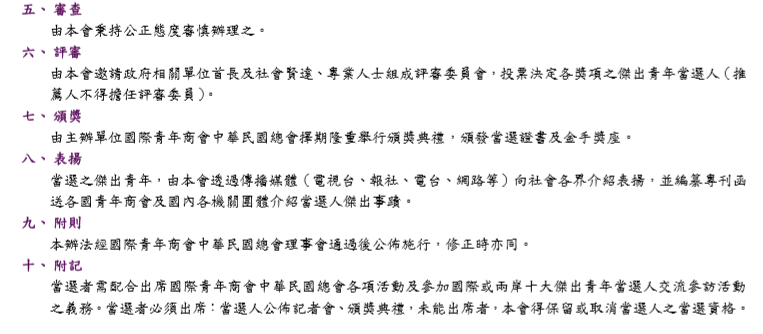 五、審查
由本會秉持公正態度審慎辦理之。
六、評審
由本會邀請政府相關單位首長及社會賢達、專業人士組成評審委員會，投票決定各獎項之傑出青年當選人（推
薦人不得擔任評審委員）。
七、頒獎
由主辦單位國際青年商會中華民國總會擇期隆重舉行頒獎典禮，頒發當選證書及金手獎座。
八、表揚
當選之傑出青年，由本會透過傳播媒體（電視台、報社、電台、網路等）向社會各界介紹表揚，並編纂專刊函
送各國青年商會及國內各機關團體介紹當選人傑出事蹟。
九、附則
本辦法經國際青年商會中華民國總會理事會通過後公佈施行，修正時亦同。
十、附記
當選者需配合出席國際青年商會中華民國總會各項活動及參加國際或兩岸十大傑出青年當選人交流參訪活動
之義務。當選者必須出席：當選人公佈記者會、頒獎典禮，未能出席者，本會得保留或取消當選人之當選資格。